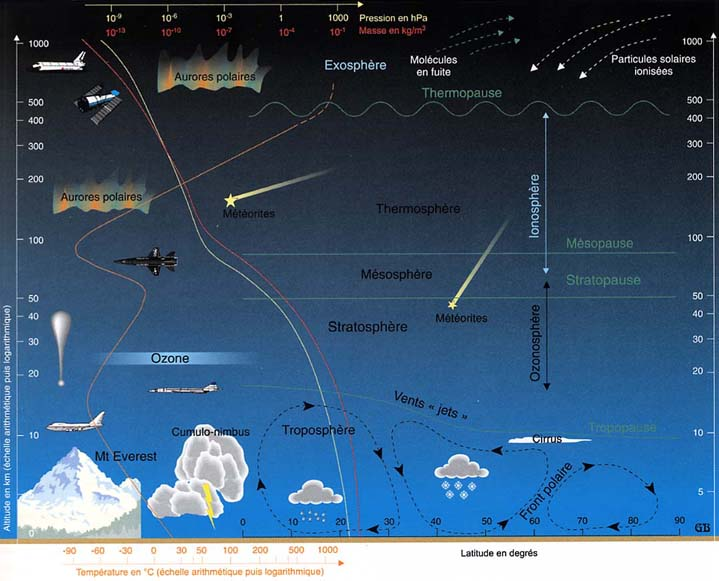 10⁻⁹ 10⁻⁶ 10⁻³ 1 1000 Pression en hPa
10⁻¹³ 10⁻¹⁰ 10⁻⁷ 10⁻⁴ 10⁻¹ Masse en kg/m³
1000
500
400
300
200
100
50
40
30
20
10
5
0
Altitude en km (échelle arithmétique puis logarithmique)
Aurores polaires
Exosphère
Molécules
en fuite
Particules solaires
ionisées
Thermopause
Aurores polaires
Météorites
Thermosphère
Ionosphère
Mésopause
Mésosphère
Stratopause
Météorites
Stratosphère
Ozonosphère
Ozone
Vents « jets »
Tropopause
Cumulo-nimbus
Troposphère
Cirrus
Mt Everest
Front polaire
1000
500
400
300
200
100
50
40
30
20
10
5
GB
0 10 20 30 40 50 60 70 80 90
-90 -60 -30 0 30 50 100 200 500 1000
Latitude en degrés
Température en °C (échelle arithmétique puis logarithmique)